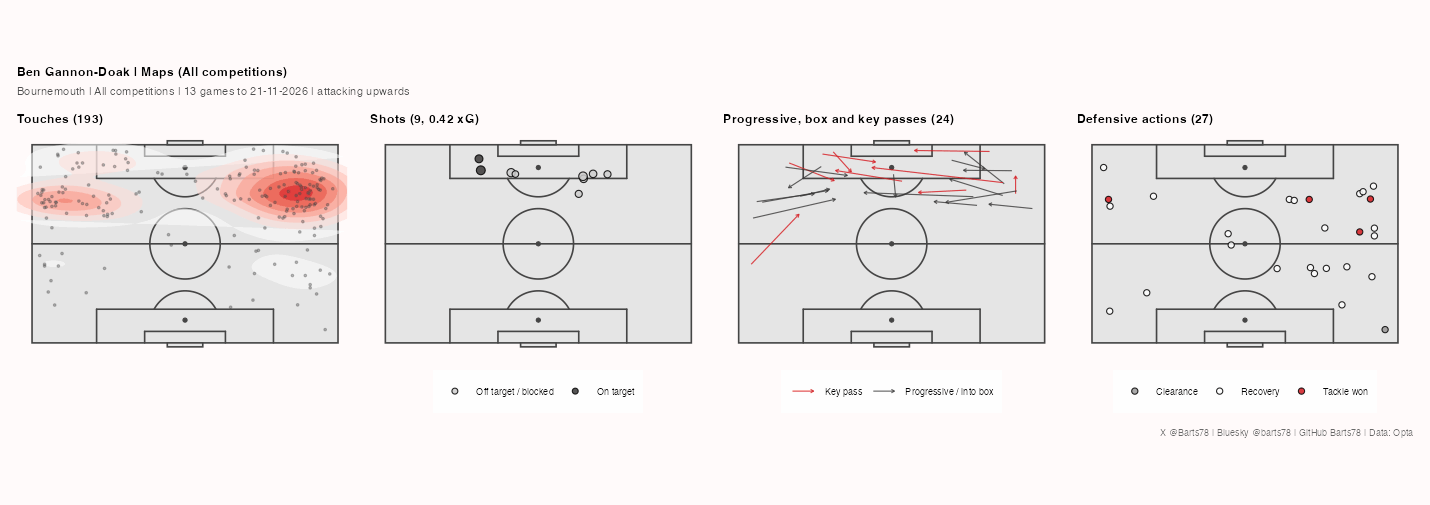 Ben Gannon-Doak | Maps (All competitions)
Bournemouth | All competitions | 13 games to 21-11-2026 | attacking upwards
Touches (193)
Shots (9, 0.42 xG)
Progressive, box and key passes (24)
Defensive actions (27)
Off target / blocked
On target
Key pass
Progressive / into box
Clearance
Recovery
Tackle won
X @Barts78 | Bluesky @barts78 | GitHub Barts78 | Data: Opta